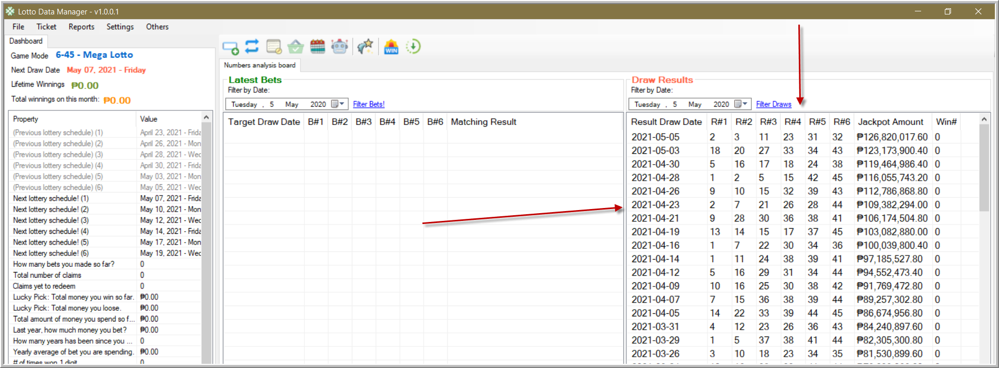 Lotto Data Manager - v1.0.0.1
File Ticket Reports Settings Others
Dashboard
Game Mode 6-45 - Mega Lotto
Next Draw Date May 07, 2021 - Friday
Lifetime Winnings ₱0.00
Total winnings on this month: ₱0.00
Property Value
(Previous lottery schedule) (1) April 23, 2021 - Frida
(Previous lottery schedule) (2) April 26, 2021 - Mon
(Previous lottery schedule) (3) April 28, 2021 - Wed
(Previous lottery schedule) (4) April 30, 2021 - Frida
(Previous lottery schedule) (5) May 03, 2021 - Mon
(Previous lottery schedule) (6) May 05, 2021 - Wed
Next lottery schedule! (1) May 07, 2021 - Frida
Next lottery schedule! (2) May 10, 2021 - Mon
Next lottery schedule! (3) May 12, 2021 - Wed
Next lottery schedule! (4) May 14, 2021 - Frida
Next lottery schedule! (5) May 17, 2021 - Mon
Next lottery schedule! (6) May 19, 2021 - Wed
How many bets you made so far? 0
Total number of claims 0
Claims yet to redeem 0
Lucky Pick: Total money you win so far. ₱0.00
Lucky Pick: Total money you loose. ₱0.00
Total amount of money you spend so f... ₱0.00
Last year, how much money you bet? ₱0.00
How many years has been since you ... 0
Yearly average of bet you are spending. ₱0.00
# of times won 1 digit 0
WIN
Numbers analysis board
Latest Bets
Filter by Date:
Tuesday , 5 May 2020 Filter Bets!
Target Draw Date B#1 B#2 B#3 B#4 B#5 B#6 Matching Result
Draw Results
Filter by Date:
Tuesday , 5 May 2020 Filter Draws
Result Draw Date R#1 R#2 R#3 R#4 R#5 R#6 Jackpot Amount Win#
2021-05-05 2 3 11 23 31 32 ₱126,820,017.60 0
2021-05-03 18 20 27 33 34 43 ₱123,173,900.40 0
2021-04-30 5 16 17 18 24 38 ₱119,464,986.40 0
2021-04-28 1 2 5 15 42 45 ₱116,055,743.20 0
2021-04-26 9 10 15 32 39 43 ₱112,786,868.80 0
2021-04-23 2 7 21 26 28 44 ₱109,382,294.00 0
2021-04-21 9 28 30 36 38 41 ₱106,174,504.80 0
2021-04-19 13 14 15 17 37 45 ₱103,082,880.00 0
2021-04-16 1 7 22 30 34 36 ₱100,039,800.40 0
2021-04-14 1 11 24 38 39 41 ₱97,185,527.80 0
2021-04-12 5 16 29 31 34 44 ₱94,552,473.40 0
2021-04-09 10 16 25 30 38 42 ₱91,769,472.80 0
2021-04-07 7 15 36 38 39 44 ₱89,257,302.80 0
2021-04-05 14 22 33 39 44 45 ₱86,674,956.80 0
2021-03-31 4 12 23 26 36 43 ₱84,240,897.60 0
2021-03-29 1 5 37 38 41 44 ₱82,305,300.80 0
2021-03-26 3 10 18 23 34 35 ₱81,530,899.60 0